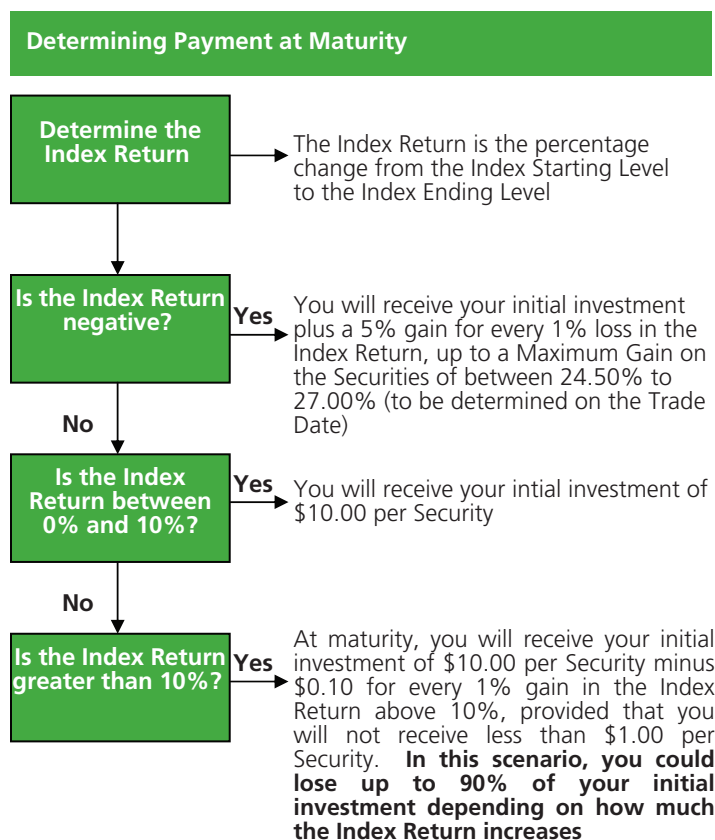 Determining Payment at Maturity
Determine the
Index Return
The Index Return is the percentage
change from the Index Starting Level
to the Index Ending Level
Is the Index Return
negative?
Yes
You will receive your initial investment
plus a 5% gain for every 1% loss in the
Index Return, up to a Maximum Gain on
the Securities of between 24.50% to
27.00% (to be determined on the Trade
Date)
No
Is the Index
Return between
0% and 10%?
Yes
You will receive your intial investment of
$10.00 per Security
No
Is the Index Return
greater than 10%?
Yes
At maturity, you will receive your initial
investment of $10.00 per Security minus
$0.10 for every 1% gain in the Index
Return above 10%, provided that you
will not receive less than $1.00 per
Security. In this scenario, you could
lose up to 90% of your initial
investment depending on how much
the Index Return increases